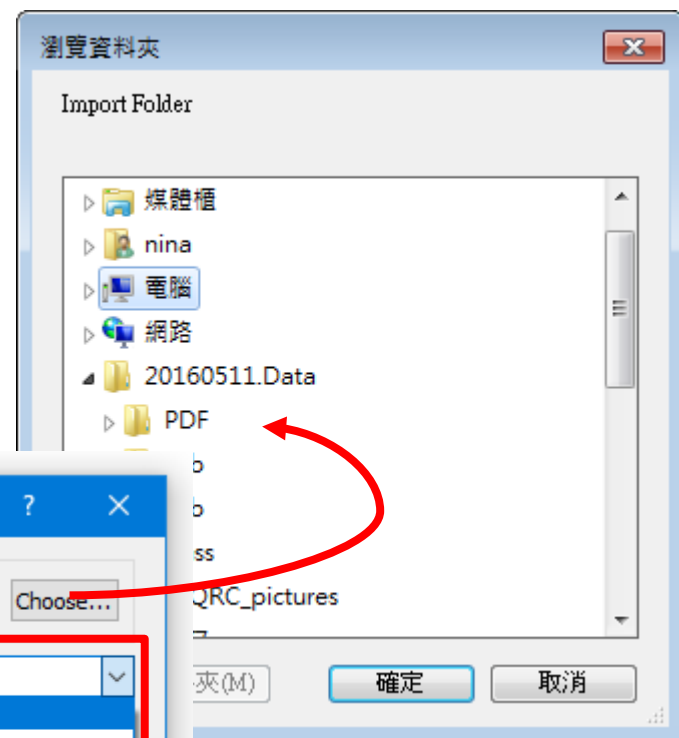 瀏覽資料夾
Import Folder
媒體櫃
nina
電腦
網路
20160511.Data
PDF
b
b
ss
QRC_pictures
? 
Choose...
夾(M)
確定
取消